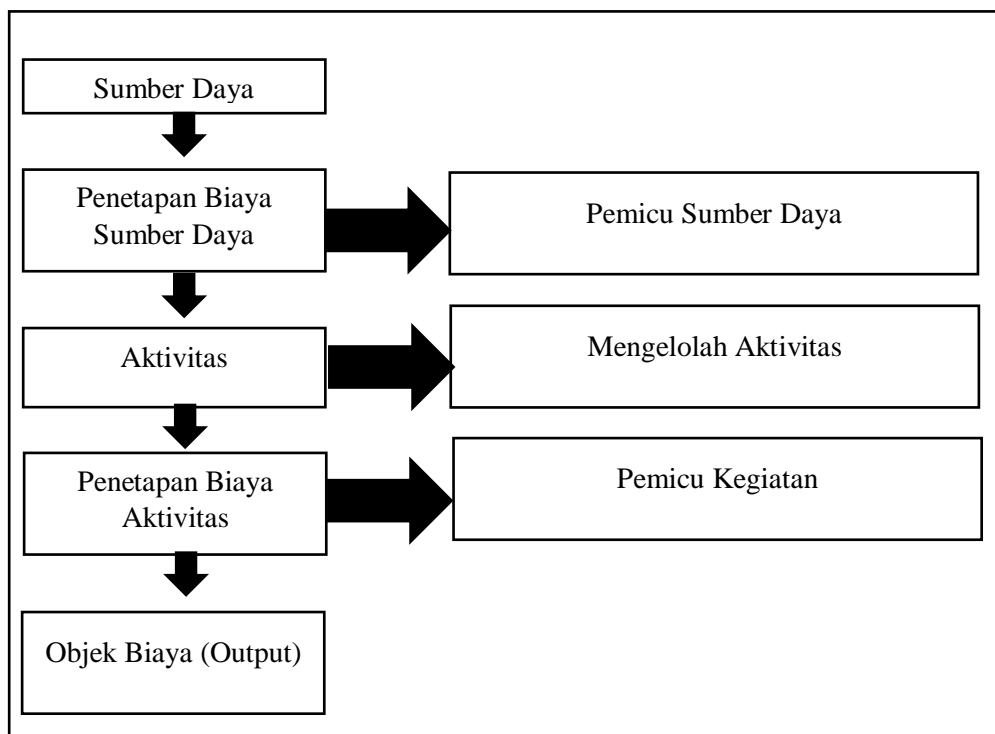 Sumber Daya
Penetapan Biaya
Sumber Daya
Pemicu Sumber Daya
Aktivitas
Mengelolah Aktivitas
Penetapan Biaya
Aktivitas
Pemicu Kegiatan
Objek Biaya (Output)